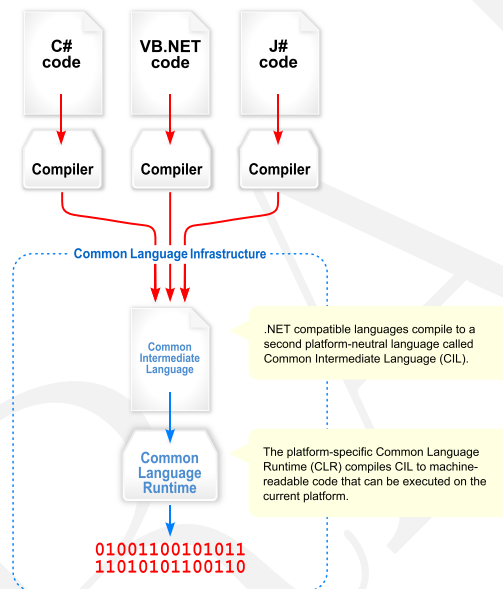 C#
code
VB.NET
code
J#
code
Compiler
Compiler
Compiler
Common Language Infrastructure
Common
Intermediate
Language
.NET compatible languages compile to a
second platform-neutral language called
Common Intermediate Language (CIL).
Common
Language
Runtime
The platform-specific Common Language
Runtime (CLR) compiles CIL to machine-
readable code that can be executed on the
current platform.
01001100101011
11010101100110